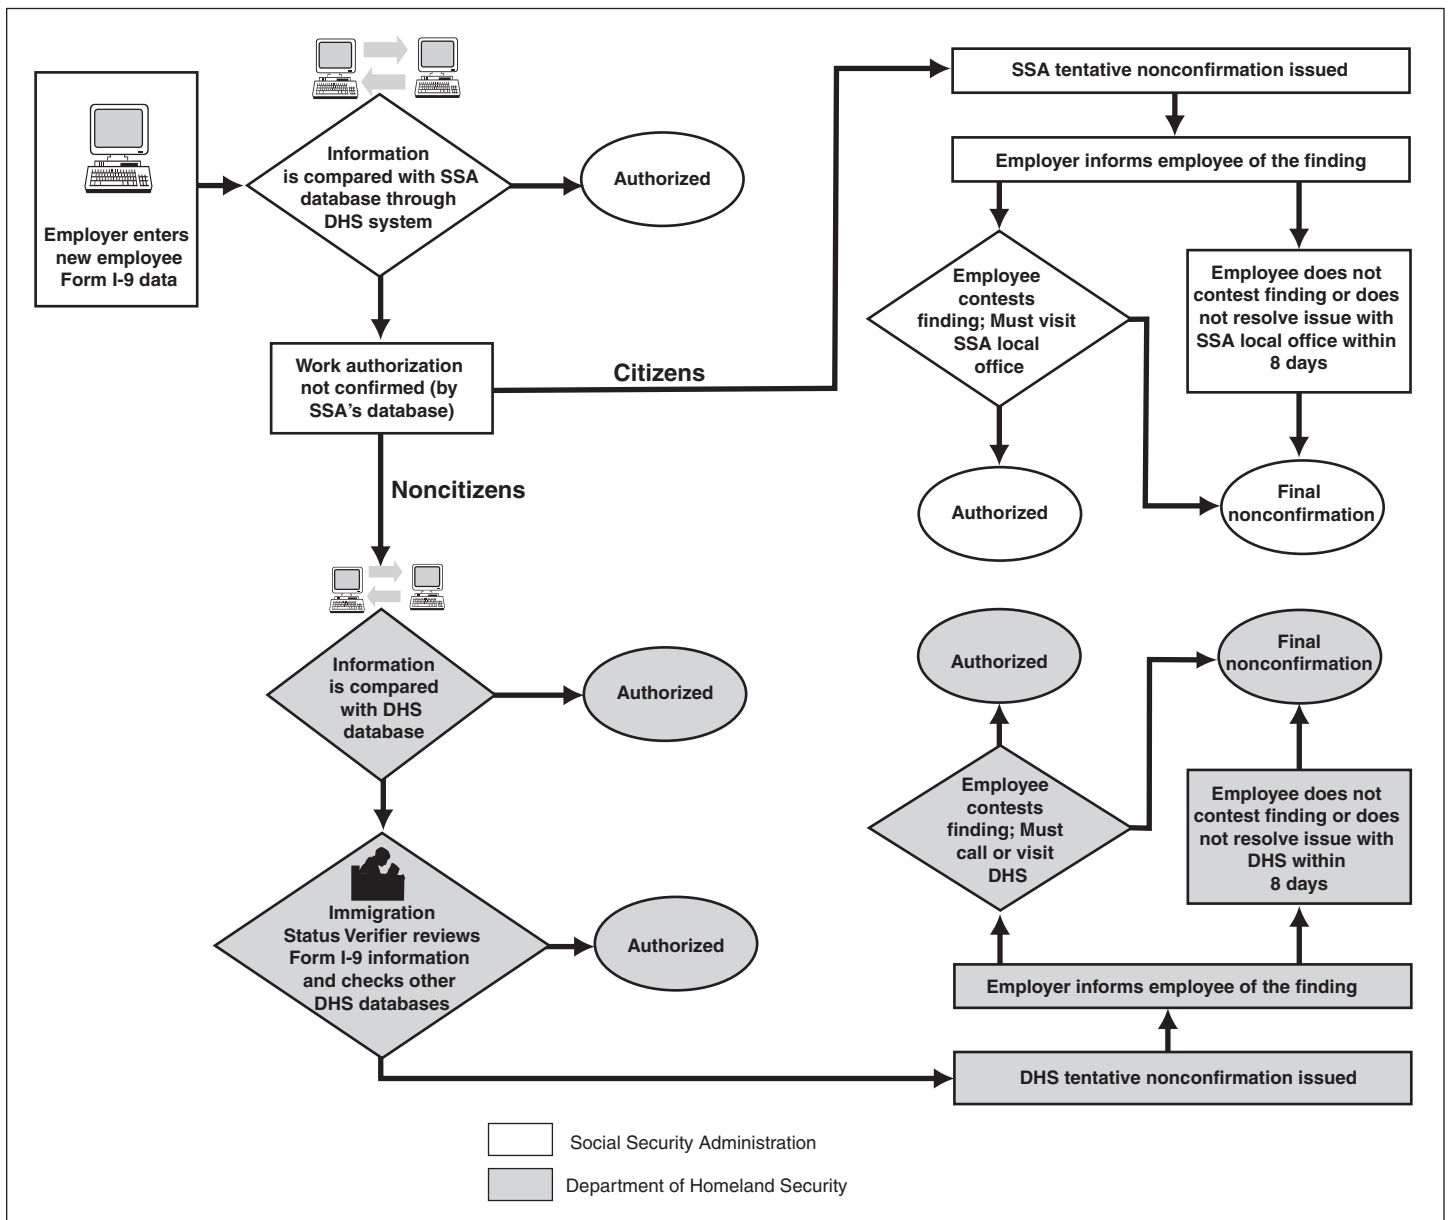 Employer enters
new employee
Form I-9 data
Information
is compared with SSA
database through
DHS system
Authorized
Work authorization
not confirmed (by
SSA's database)
Citizens
Noncitizens
SSA tentative nonconfirmation issued
Employer informs employee of the finding
Employee
contests
finding; Must visit
SSA local
office
Employee does not
contest finding or does
not resolve issue with
SSA local office within
8 days
Authorized
Final
nonconfirmation
Information
is compared
with DHS
database
Authorized
Immigration
Status Verifier reviews
Form I-9 information
and checks other
DHS databases
Authorized
Authorized
Final
nonconfirmation
Employee
contests
finding; Must
call or visit
DHS
Employee does not
contest finding or does
not resolve issue with
DHS within
8 days
Employer informs employee of the finding
DHS tentative nonconfirmation issued
Social Security Administration
Department of Homeland Security